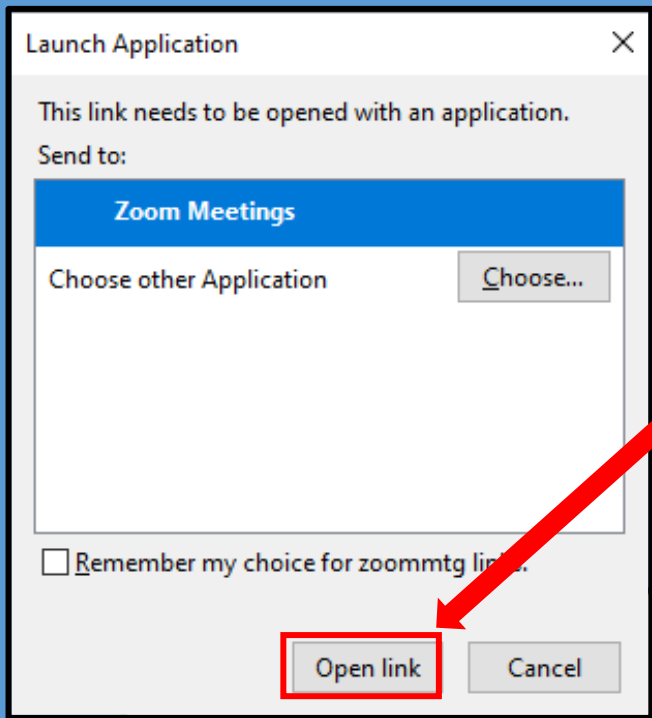 Launch Application
This link needs to be opened with an application.
Send to:
Zoom Meetings
Choose other Application Choose...
Remember my choice for zoommtg links.
Open link Cancel